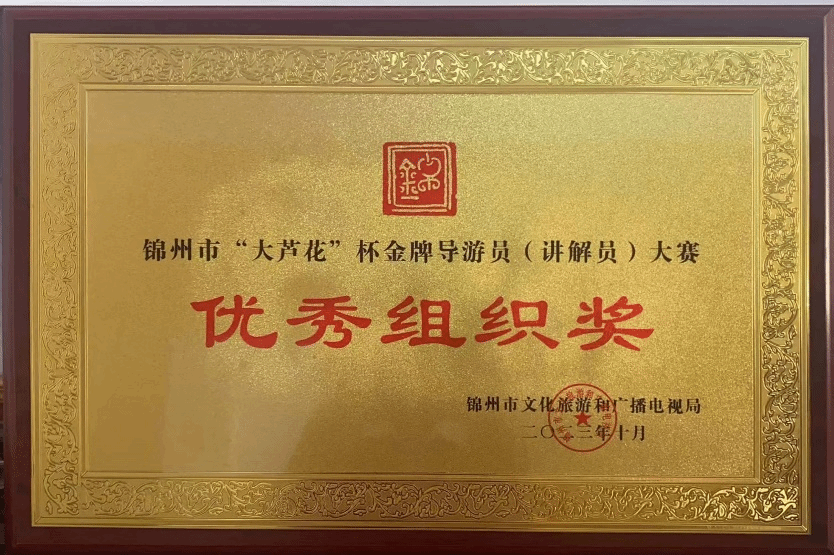 锦
锦州市“大芦花”杯金牌导游员（讲解员）大赛
优秀组织奖
锦州市文化旅游和广播电视局
二〇二三年十月